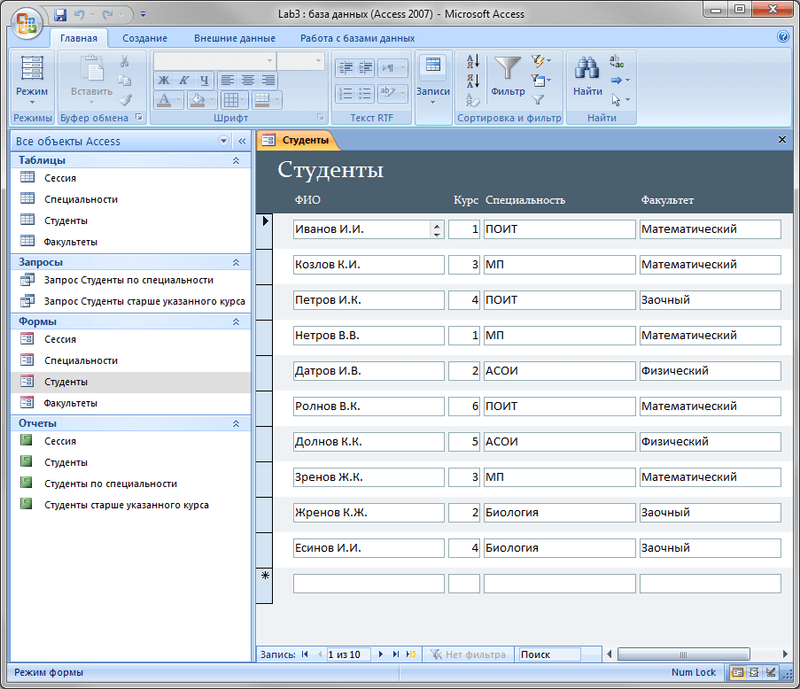 Lab3 : база данных (Access 2007) - Microsoft Access
Главная Создание Внешние данные Работа с базами данных
Режим Вставить Ж К Ч Записи Фильтр Найти
Режимы Буфер обмена Шрифт Текст RTF Сортировка и фильтр Найти
Все объекты Access
Таблицы
Сессия
Специальности
Студенты
Факультеты
Запросы
Запрос Студенты по специальности
Запрос Студенты старше указанного курса
Формы
Сессия
Специальности
Студенты
Факультеты
Отчеты
Сессия
Студенты
Студенты по специальности
Студенты старше указанного курса
Студенты
Студенты
ФИО Курс Специальность Факультет
Иванов И.И. 1 ПОИТ Математический
Козлов К.И. 3 МП Математический
Петров И.К. 4 ПОИТ Заочный
Нетров В.В. 1 МП Математический
Датров И.В. 2 АСОИ Физический
Ролнов В.К. 6 ПОИТ Математический
Долнов К.К. 5 АСОИ Физический
Зренов Ж.К. 3 МП Математический
Жренов К.Ж. 2 Биология Заочный
Есинов И.И. 4 Биология Заочный
Запись: 1 из 10 Нет фильтра Поиск
Режим формы Num Lock